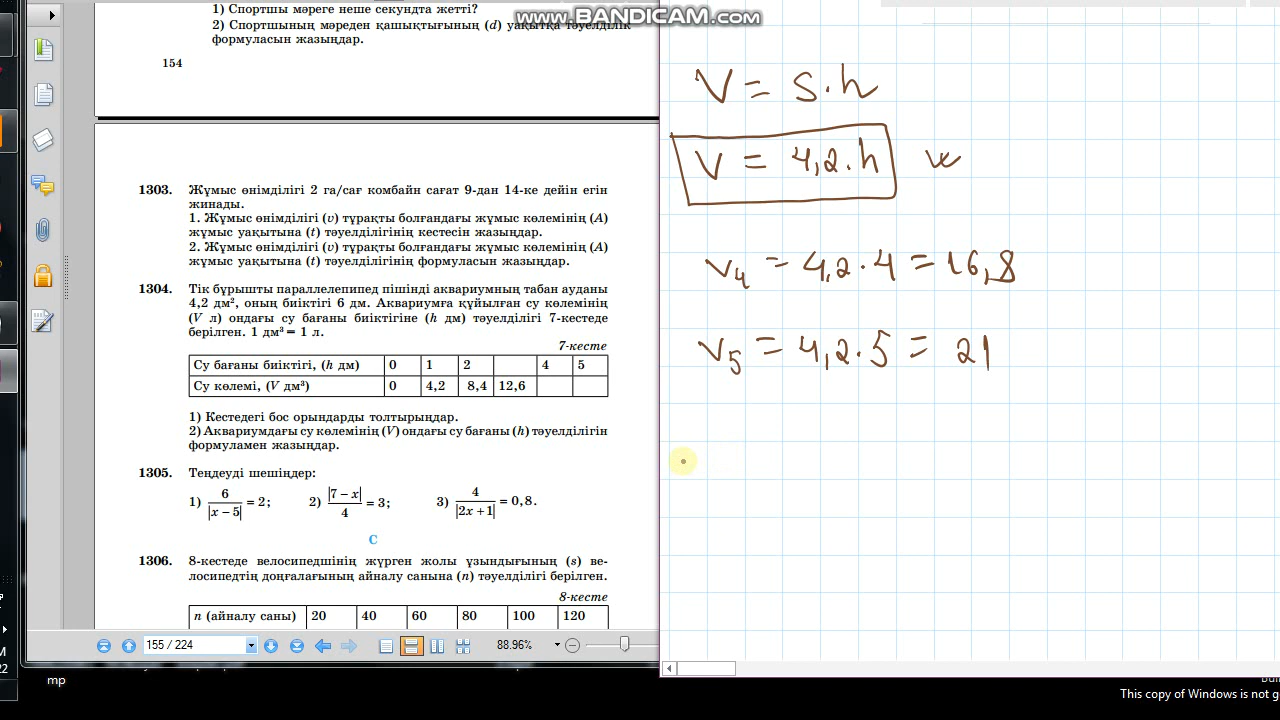 www.BANDICAM.com
1) Спортшы мәреге неше секундта жетті?
2) Спортшының мәреден қашықтығының (d) уақытқа тәуелділік
формуласын жазыңдар.
154
1303. Жұмыс өнімділігі 2 га/сағ комбайн сағат 9-дан 14-ке дейін егін
жинады.
1. Жұмыс өнімділігі (v) тұрақты болғандағы жұмыс көлемінің (A)
жұмыс уақытына (t) тәуелділігінің кестесін жазыңдар.
2. Жұмыс өнімділігі (v) тұрақты болғандағы жұмыс көлемінің (A)
жұмыс уақытына (t) тәуелділігінің формуласын жазыңдар.
1304. Тік бұрышты параллелепипед пішінді аквариумның табан ауданы
4,2 дм², оның биіктігі 6 дм. Аквариумға құйылған су көлемінің
(V л) ондағы су бағаны биіктігіне (h дм) тәуелділігі 7-кестеде
берілген. 1 дм³ = 1 л.
7-кесте
Су бағаны биіктігі, (h дм) 0 1 2 4 5
Су көлемі, (V дм³) 0 4,2 8,4 12,6
1) Кестедегі бос орындарды толтырыңдар.
2) Аквариумдағы су көлемінің (V) ондағы су бағаны (h) тәуелділігін
формуламен жазыңдар.
1305. Теңдеуді шешіңдер:
1) 6/|x − 5| = 2; 2) |7 − x|/4 = 3; 3) 4/|2x + 1| = 0,8.
C
1306. 8-кестеде велосипедшінің жүрген жолы ұзындығының (s) ве-
лосипедтің доңғалағының айналу санына (n) тәуелділігі берілген.
8-кесте
n (айналу саны) 20 40 60 80 100 120
155 / 224
88.96%
mp
V = S · h
V = 4,2 · h
V₄ = 4,2 · 4 = 16,8
V₅ = 4,2 · 5 = 21
This copy of Windows is not g